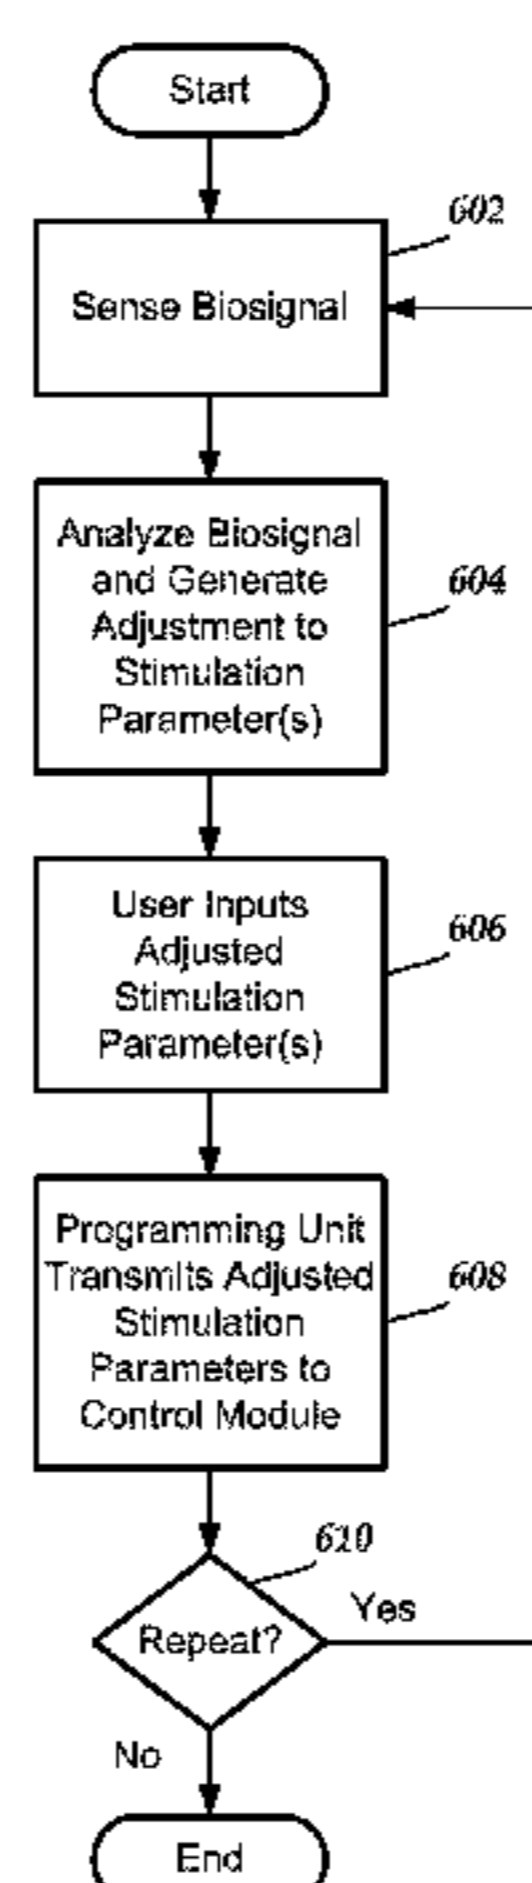 Start
602
Sense Biosignal
Analyze Biosignal
and Generate
Adjustment to
Stimulation
Parameter(s)
604
User Inputs
Adjusted
Stimulation
Parameter(s)
606
Programming Unit
Transmits Adjusted
Stimulation
Parameters to
Control Module
608
610
Repeat?
Yes
No
End